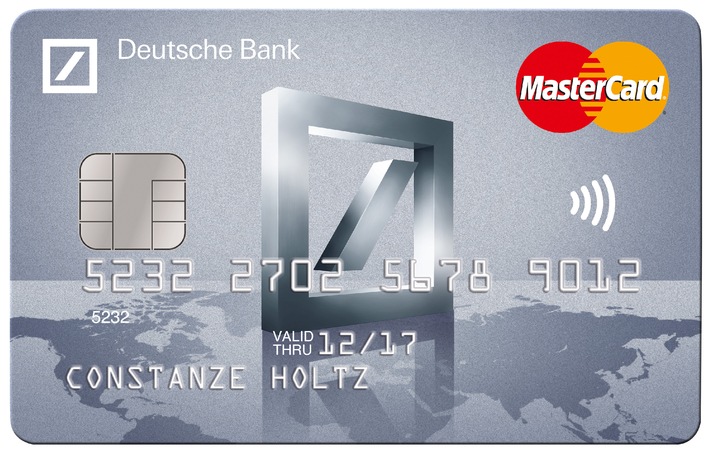 Deutsche Bank
MasterCard
5232 2702 5678 9012
5232
VALID
THRU 12/17
CONSTANZE HOLTZ